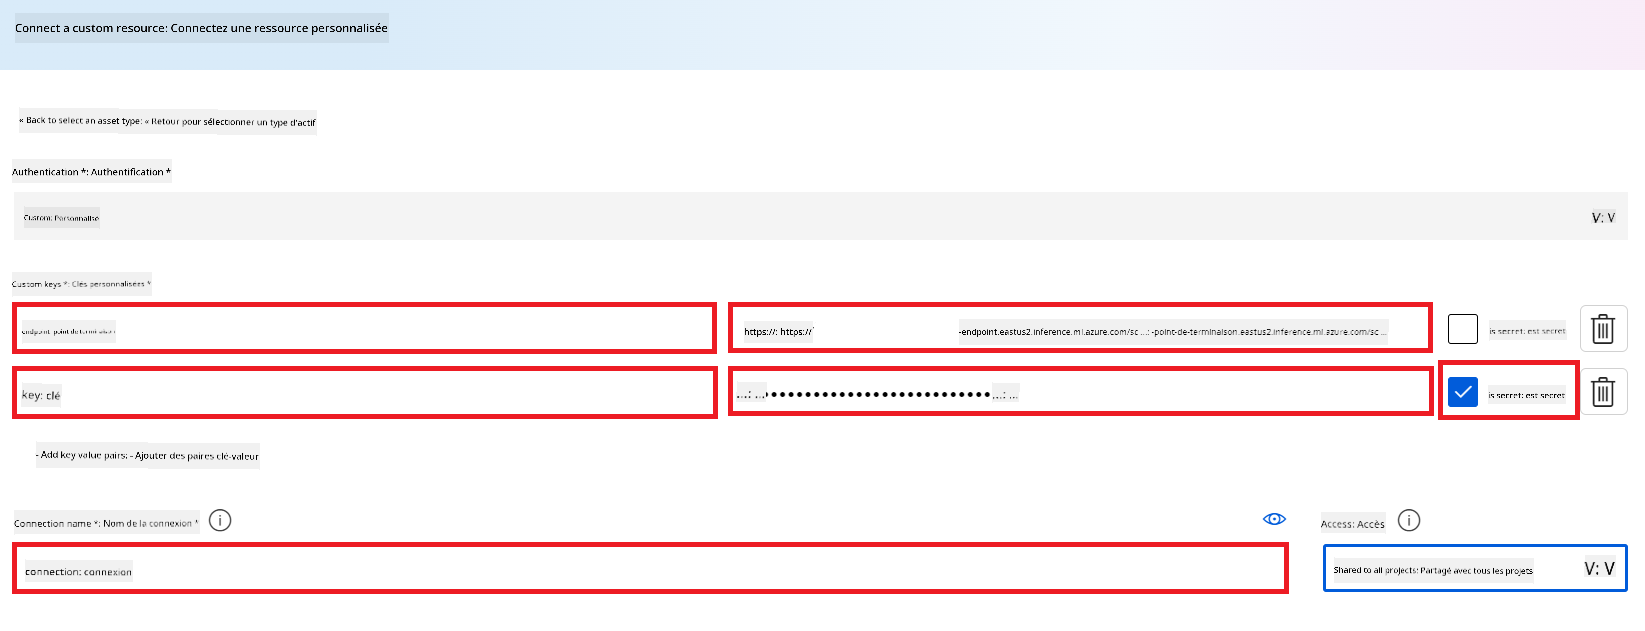 Connect a custom resource: Connectez une ressource personnalisée
« Back to select an asset type: « Retour pour sélectionner un type d'actif
Authentication *: Authentification *
Custom: Personnalisé
V: V
Custom keys *: Clés personnalisées *
endpoint: point de terminaison
https://: https://
-endpoint.eastus2.inference.ml.azure.com/sc ...: -point-de-terminaison.eastus2.inference.ml.azure.com/sc ...
is secret: est secret
key: clé
...: ... ••••••••••••••••••••••••• ...: ...
is secret: est secret
- Add key value pairs: - Ajouter des paires clé-valeur
Connection name *: Nom de la connexion *
Access: Accès
connection: connexion
Shared to all projects: Partagé avec tous les projets
V: V